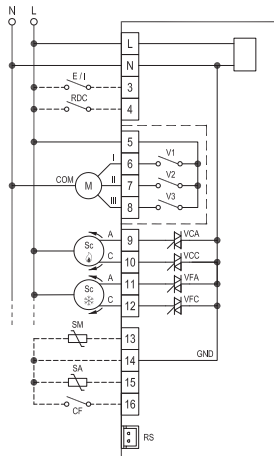 N L
L
N
E / I
3
RDC
4
5
I 6 V1
COM M II 7 V2
III 8 V3
A 9 VCA
Sc
C 10 VCC
A 11 VFA
Sc
C 12 VFC
SM 13
14 GND
SA 15
16
CF
RS